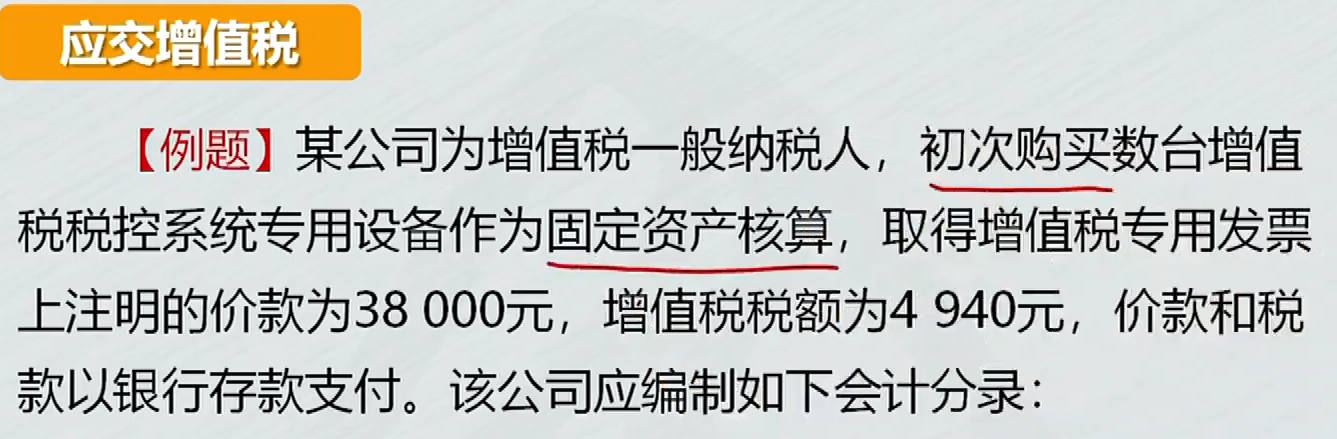 应交增值税
【例题】某公司为增值税一般纳税人，初次购买数台增值
税税控系统专用设备作为固定资产核算，取得增值税专用发票
上注明的价款为38 000元，增值税税额为4 940元，价款和税
款以银行存款支付。该公司应编制如下会计分录：